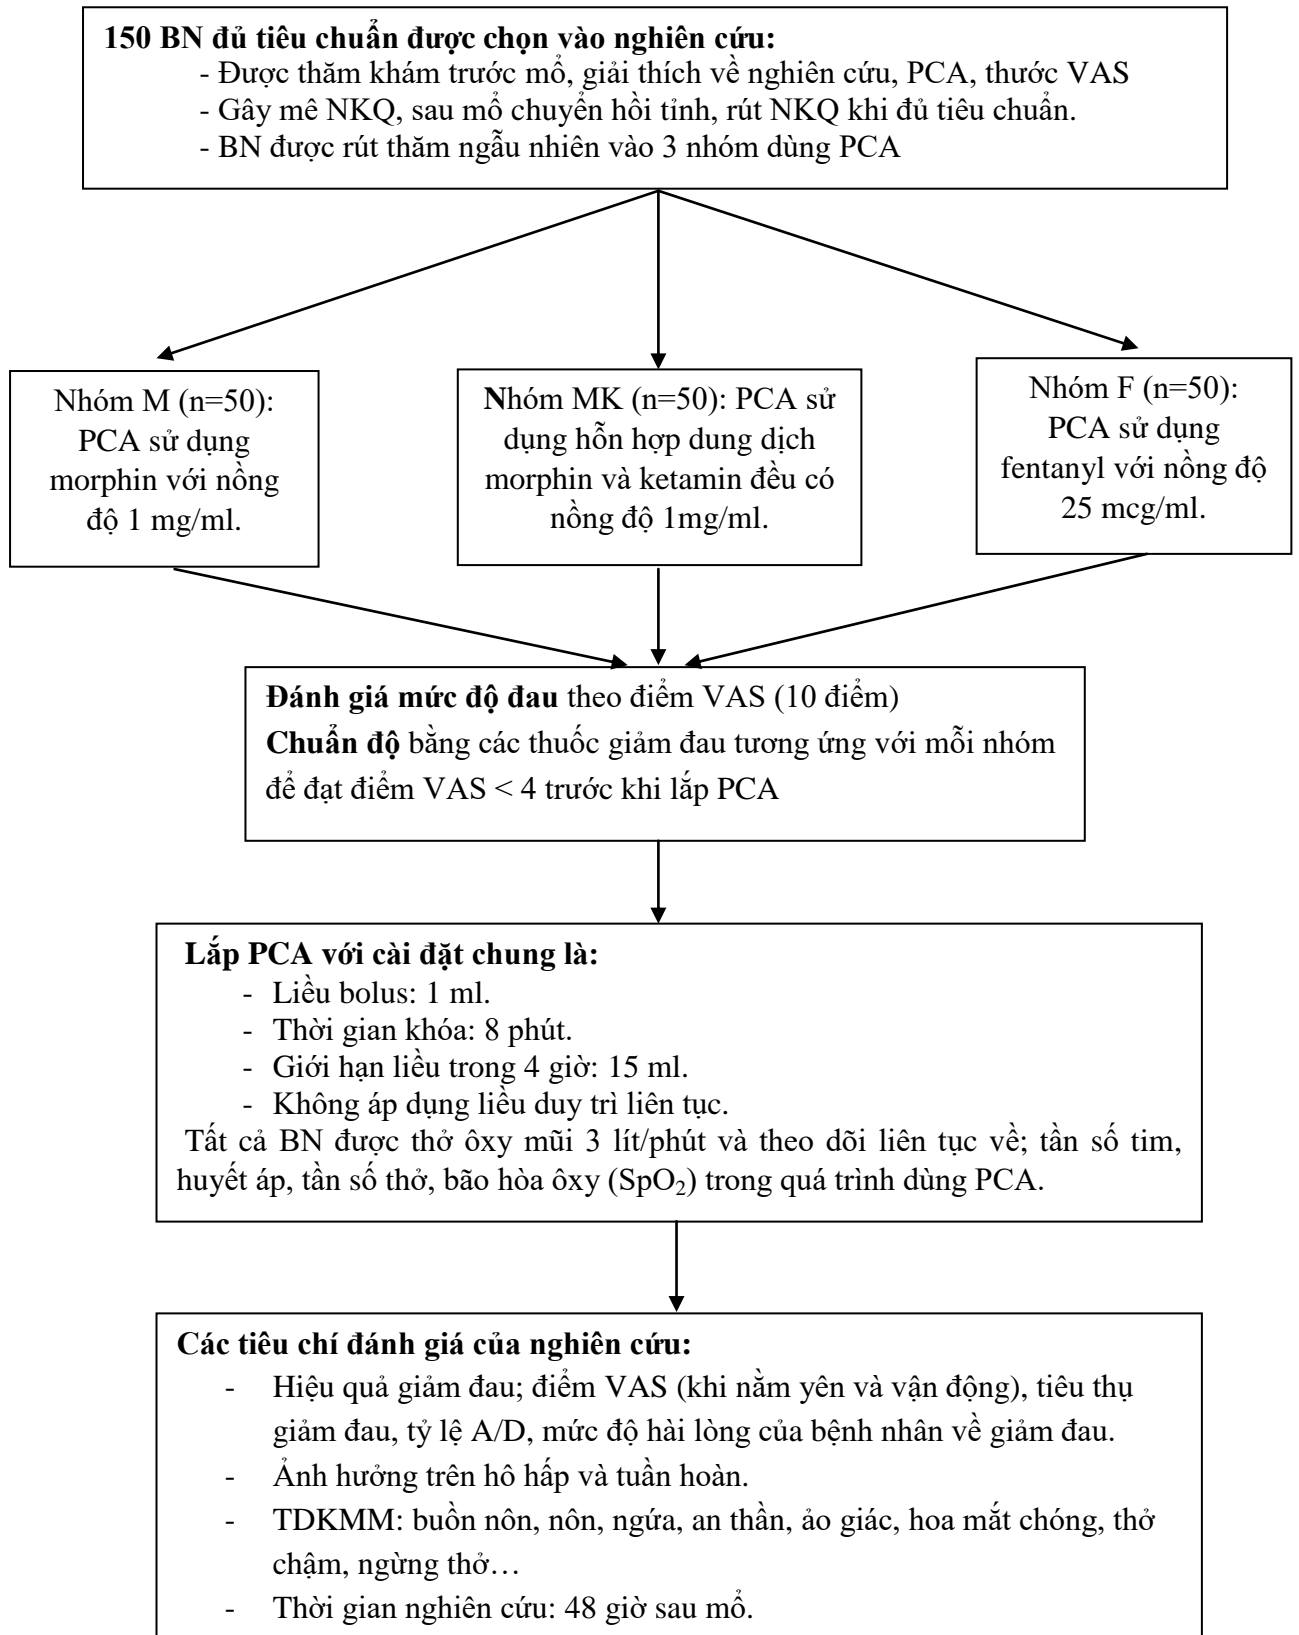 150 BN đủ tiêu chuẩn được chọn vào nghiên cứu:
- Được thăm khám trước mổ, giải thích về nghiên cứu, PCA, thước VAS
- Gây mê NKQ, sau mổ chuyển hồi tỉnh, rút NKQ khi đủ tiêu chuẩn.
- BN được rút thăm ngẫu nhiên vào 3 nhóm dùng PCA
Nhóm M (n=50):
PCA sử dụng
morphin với nồng
độ 1 mg/ml.
Nhóm MK (n=50): PCA sử
dụng hỗn hợp dung dịch
morphin và ketamin đều có
nồng độ 1mg/ml.
Nhóm F (n=50):
PCA sử dụng
fentanyl với nồng độ
25 mcg/ml.
Đánh giá mức độ đau theo điểm VAS (10 điểm)
Chuẩn độ bằng các thuốc giảm đau tương ứng với mỗi nhóm
để đạt điểm VAS < 4 trước khi lắp PCA
Lắp PCA với cài đặt chung là:
- Liều bolus: 1 ml.
- Thời gian khóa: 8 phút.
- Giới hạn liều trong 4 giờ: 15 ml.
- Không áp dụng liều duy trì liên tục.
Tất cả BN được thở ôxy mũi 3 lít/phút và theo dõi liên tục về; tần số tim,
huyết áp, tần số thở, bão hòa ôxy (SpO₂) trong quá trình dùng PCA.
Các tiêu chí đánh giá của nghiên cứu:
- Hiệu quả giảm đau; điểm VAS (khi nằm yên và vận động), tiêu thụ
giảm đau, tỷ lệ A/D, mức độ hài lòng của bệnh nhân về giảm đau.
- Ảnh hưởng trên hô hấp và tuần hoàn.
- TDKMM: buồn nôn, nôn, ngứa, an thần, ảo giác, hoa mắt chóng, thở
chậm, ngừng thở…
- Thời gian nghiên cứu: 48 giờ sau mổ.